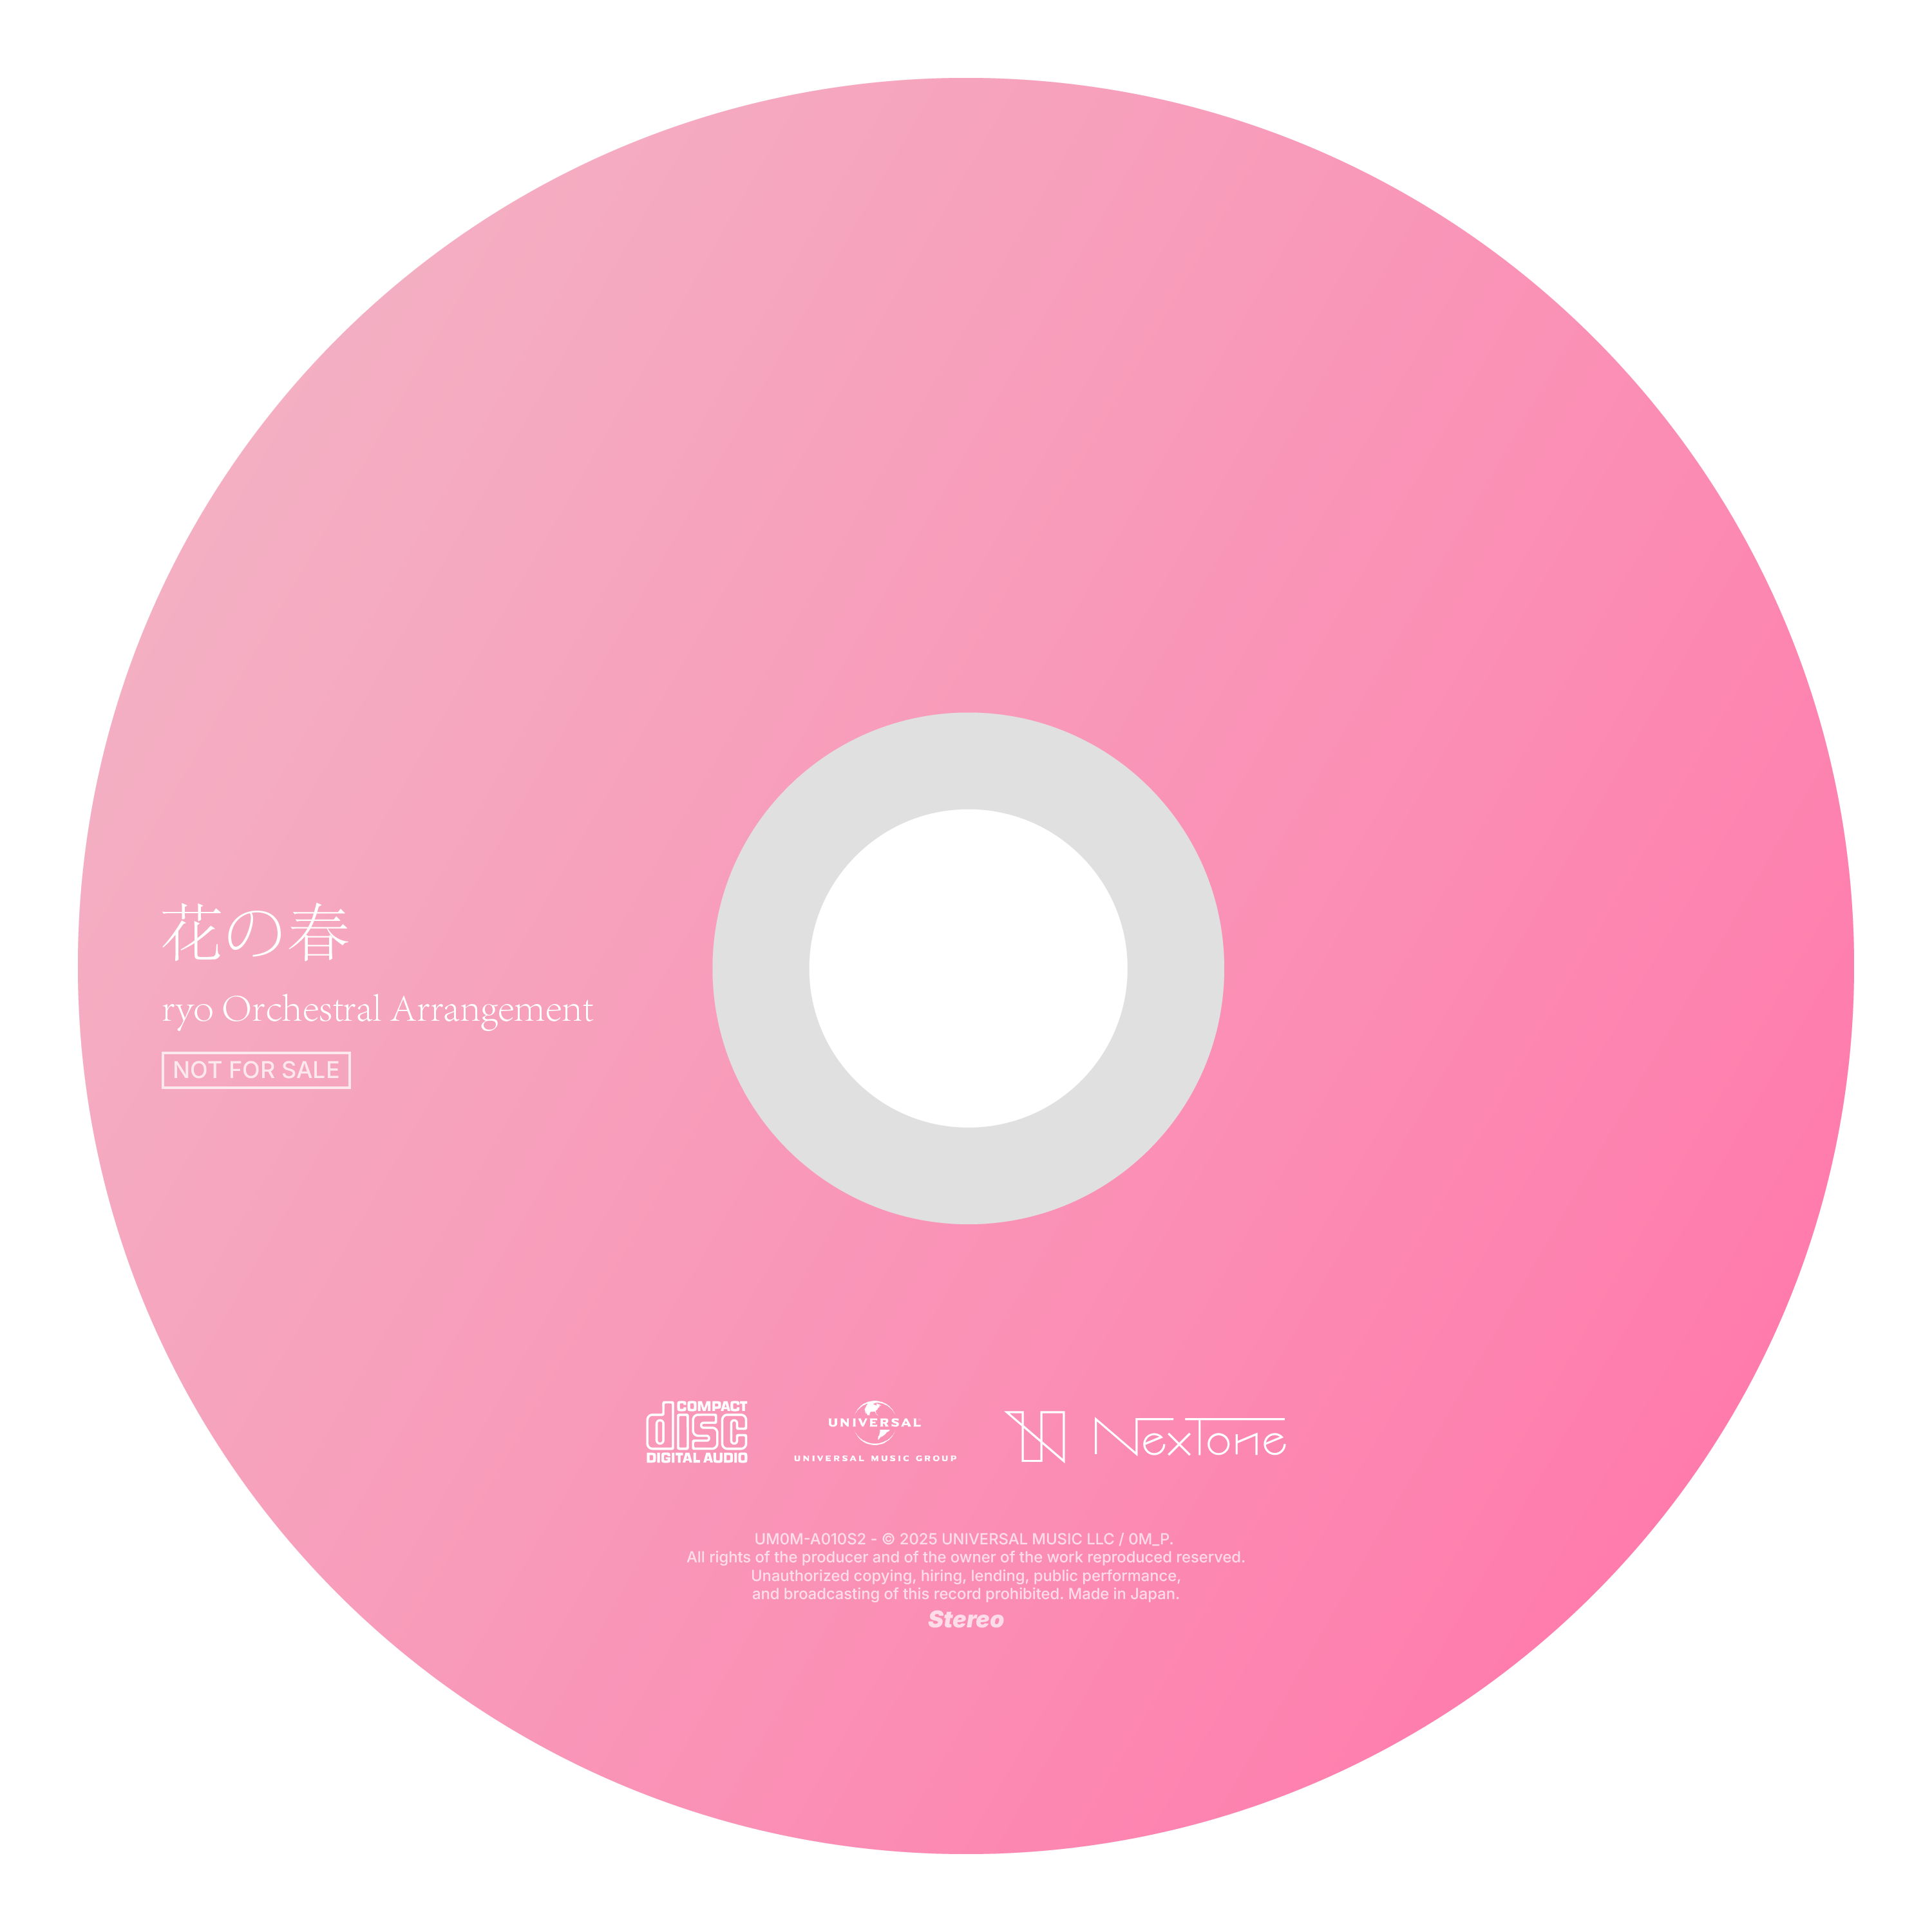 花の春
ryo Orchestral Arrangement
NOT FOR SALE
COMPACT
disc
DIGITAL AUDIO
UNIVERSAL
UNIVERSAL MUSIC GROUP
NexTone
UM0M-A010S2 - © 2025 UNIVERSAL MUSIC LLC / 0M_P.
All rights of the producer and of the owner of the work reproduced reserved.
Unauthorized copying, hiring, lending, public performance,
and broadcasting of this record prohibited. Made in Japan.
Stereo